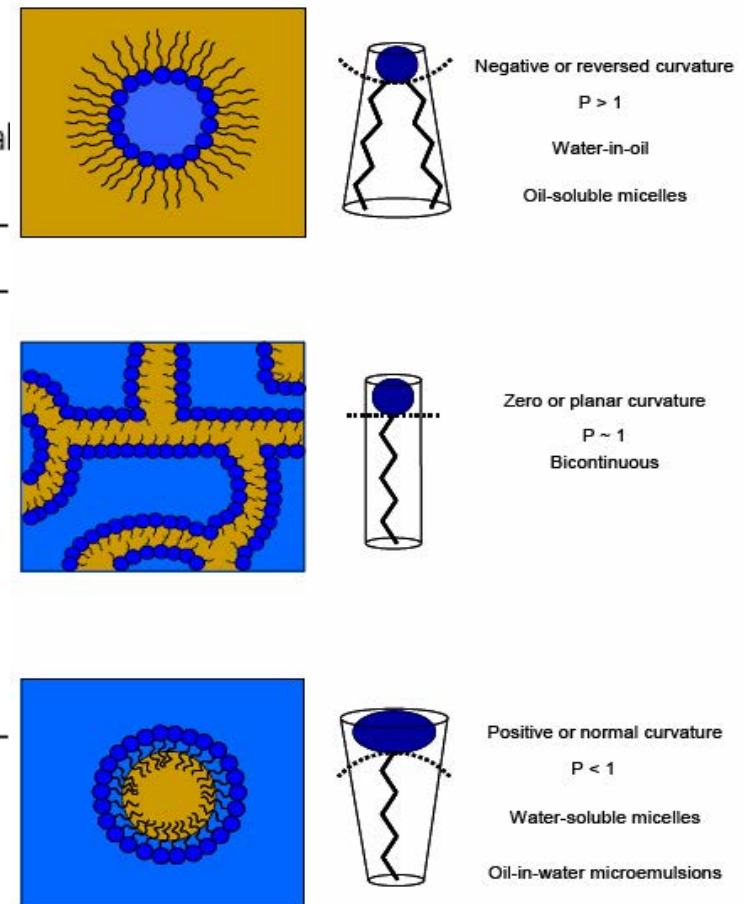 Negative or reversed curvature
P > 1
Water-in-oil
Oil-soluble micelles
Zero or planar curvature
P ~ 1
Bicontinuous
Positive or normal curvature
P < 1
Water-soluble micelles
Oil-in-water microemulsions